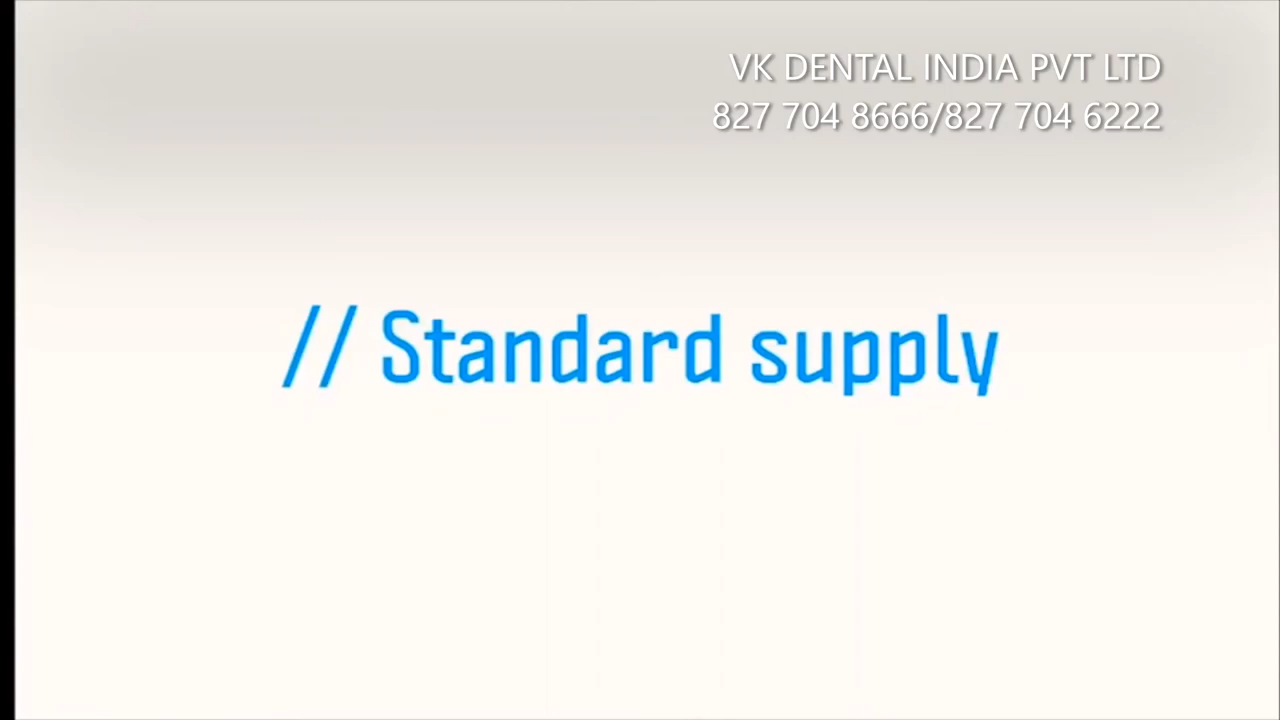 VK DENTAL INDIA PVT LTD
827 704 8666/827 704 6222
// Standard supply